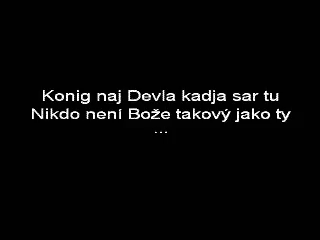 Konig naj Devla kadja sar tu
Nikdo není Bože takový jako ty
...